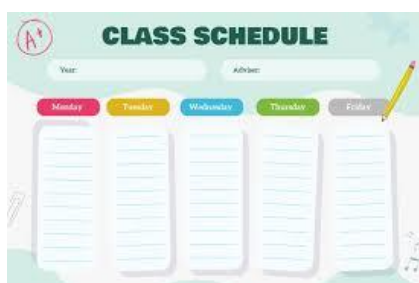 A+
CLASS SCHEDULE
Year: Adviser:
Monday Tuesday Wednesday Thursday Friday